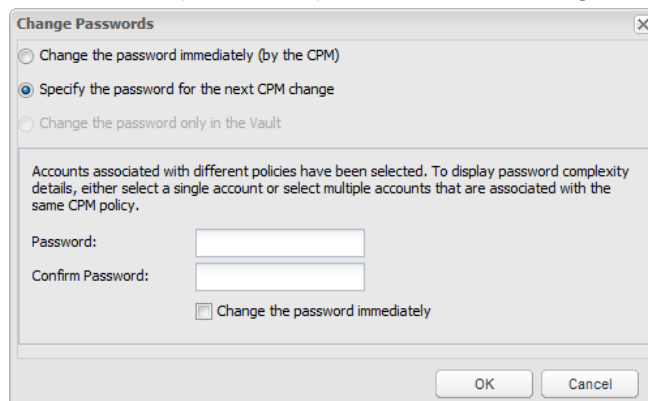 Change Passwords
Change the password immediately (by the CPM)
Specify the password for the next CPM change
Change the password only in the Vault
Accounts associated with different policies have been selected. To display password complexity
details, either select a single account or select multiple accounts that are associated with the
same CPM policy.
Password:
Confirm Password:
Change the password immediately
OK Cancel